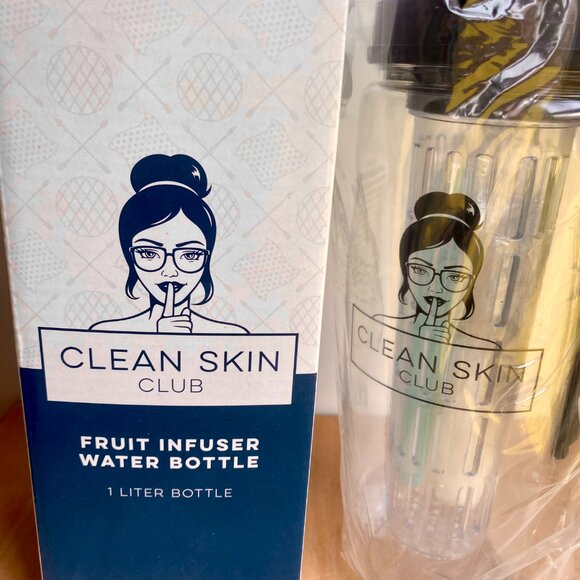 CLEAN SKIN
CLUB
FRUIT INFUSER
WATER BOTTLE
1 LITER BOTTLE
CLEAN SKIN
CLUB